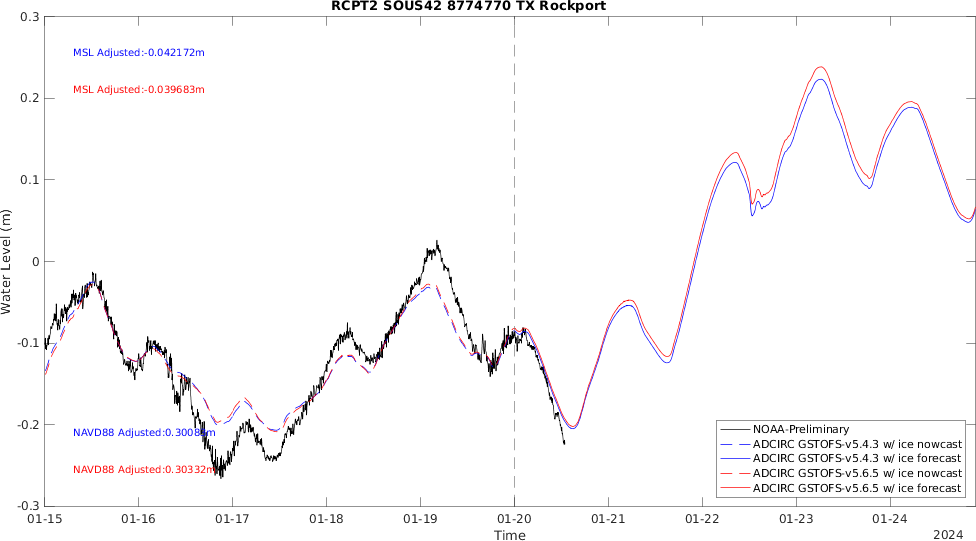 RCPT2 SOUS42 8774770 TX Rockport
0.3
MSL Adjusted:-0.042172m
MSL Adjusted:-0.039683m
0.2
0.1
0
-0.1
-0.2
-0.3
Water Level (m)
NAVD88 Adjusted:0.30084m
NAVD88 Adjusted:0.30332m
NOAA-Preliminary
ADCIRC GSTOFS-v5.4.3 w/ ice nowcast
ADCIRC GSTOFS-v5.4.3 w/ ice forecast
ADCIRC GSTOFS-v5.6.5 w/ ice nowcast
ADCIRC GSTOFS-v5.6.5 w/ ice forecast
01-15 01-16 01-17 01-18 01-19 01-20 01-21 01-22 01-23 01-24
Time
2024